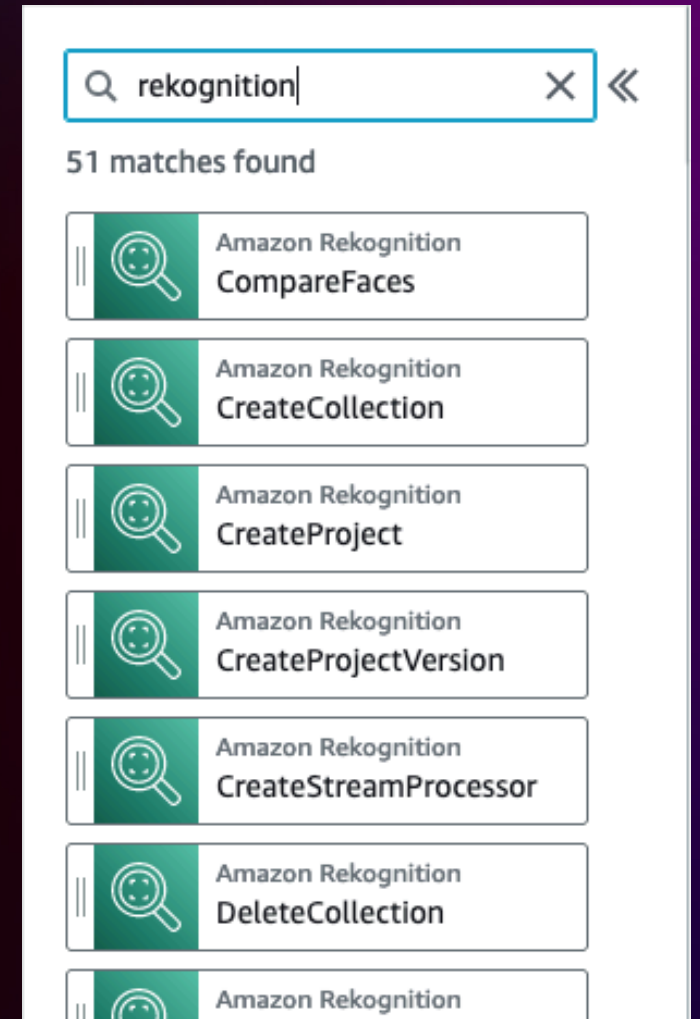 rekognition
51 matches found
Amazon Rekognition
CompareFaces
Amazon Rekognition
CreateCollection
Amazon Rekognition
CreateProject
Amazon Rekognition
CreateProjectVersion
Amazon Rekognition
CreateStreamProcessor
Amazon Rekognition
DeleteCollection
Amazon Rekognition